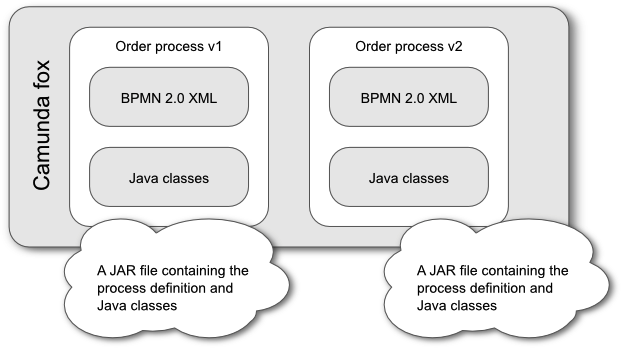 Camunda fox
Order process v1
BPMN 2.0 XML
Java classes
A JAR file containing the
process definition and
Java classes
Order process v2
BPMN 2.0 XML
Java classes
A JAR file containing the
process definition and
Java classes